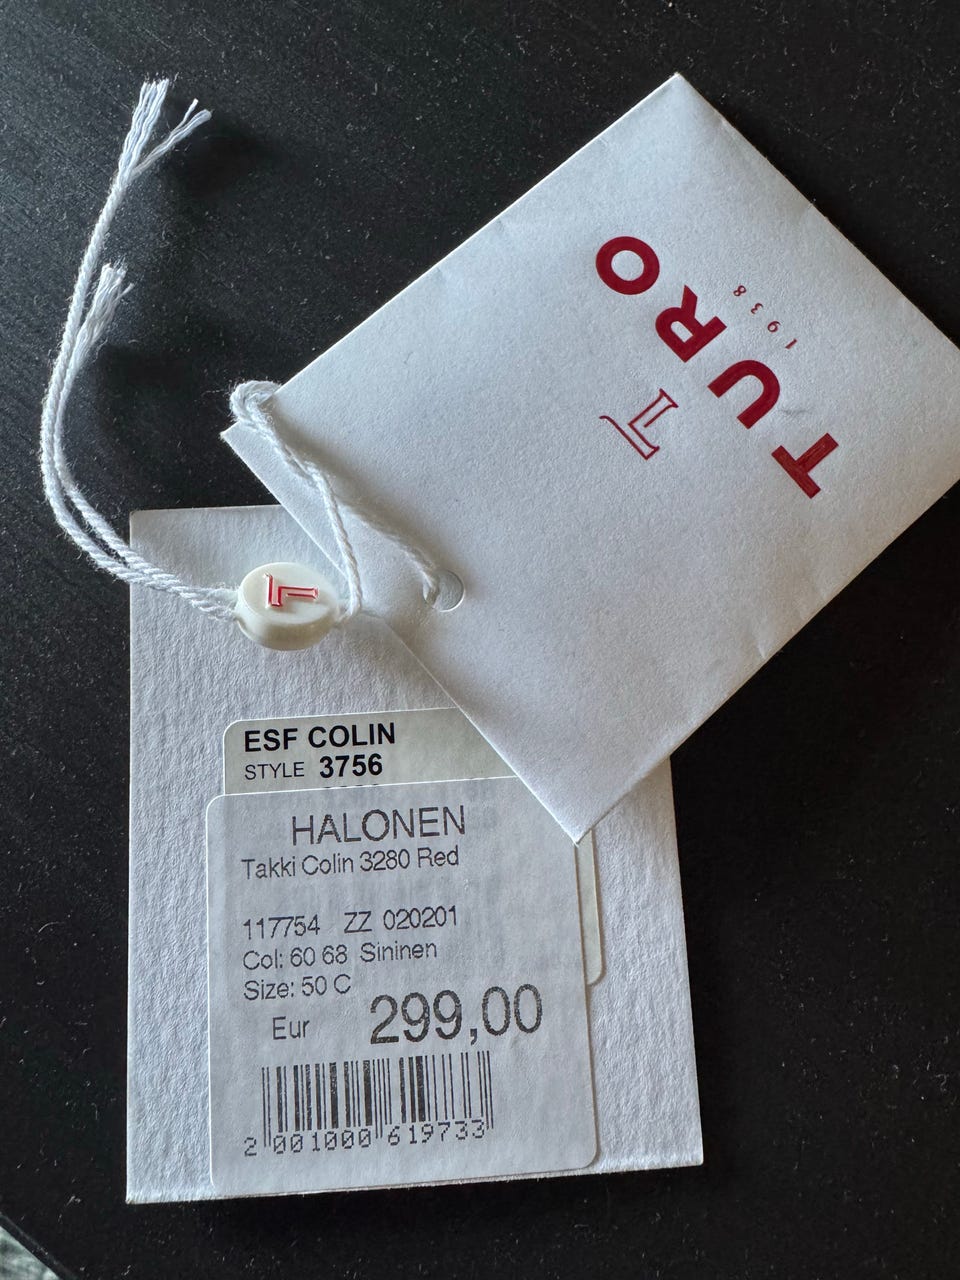 TURO
1938
ESF COLIN
STYLE 3756
HALONEN
Takki Colin 3280 Red
117754 ZZ 020201
Col: 60 68 Sininen
Size: 50 C
Eur 299,00
2 001000 619733